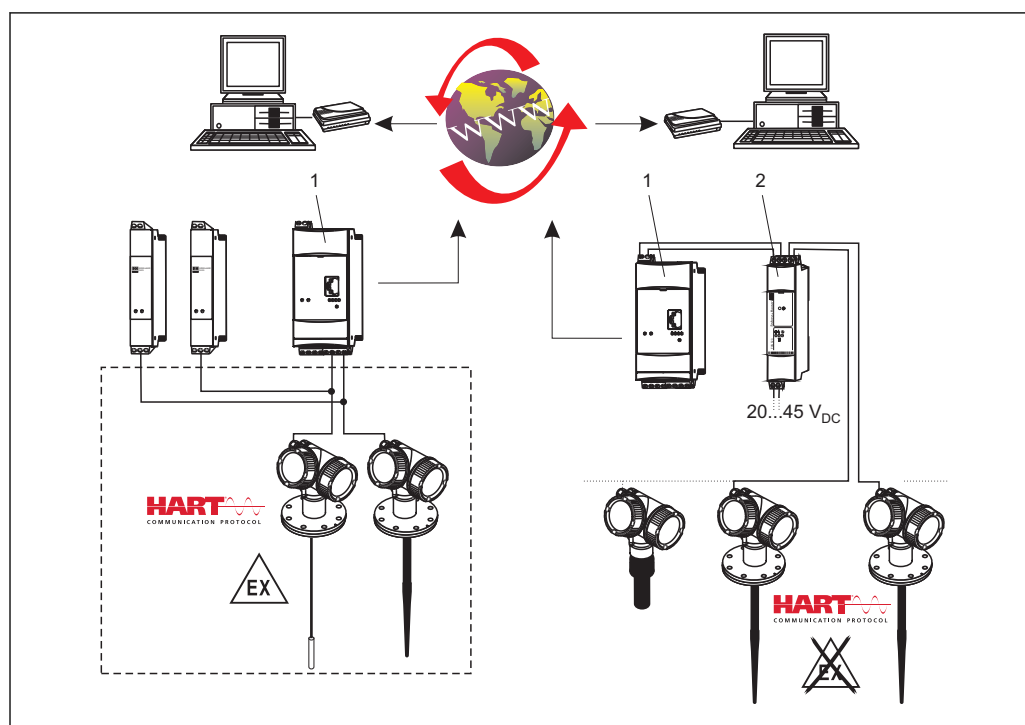 WWW
1
1
2
20...45 VDC
HART
COMMUNICATION PROTOCOL
EX
HART
COMMUNICATION PROTOCOL
EX